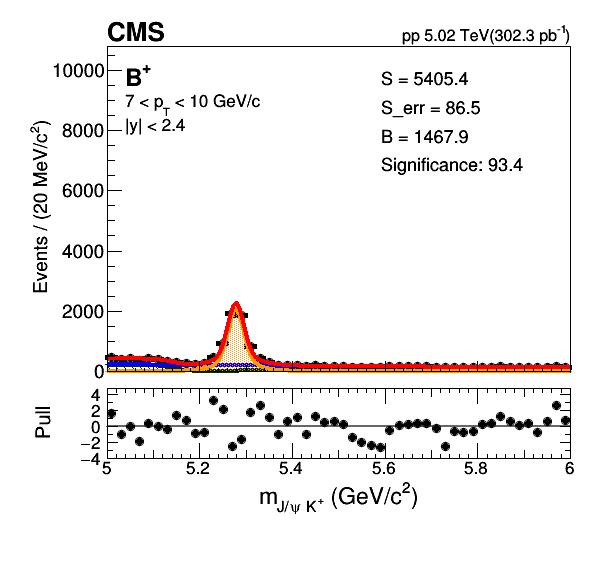 CMS pp 5.02 TeV(302.3 pb⁻¹)
B⁺
7 < p_T < 10 GeV/c
|y| < 2.4
S = 5405.4
S_err = 86.5
B = 1467.9
Significance: 93.4
Events / (20 MeV/c²)
10000
8000
6000
4000
2000
0
Pull
4
2
0
−2
−4
5 5.2 5.4 5.6 5.8 6
m_{J/ψ K⁺} (GeV/c²)